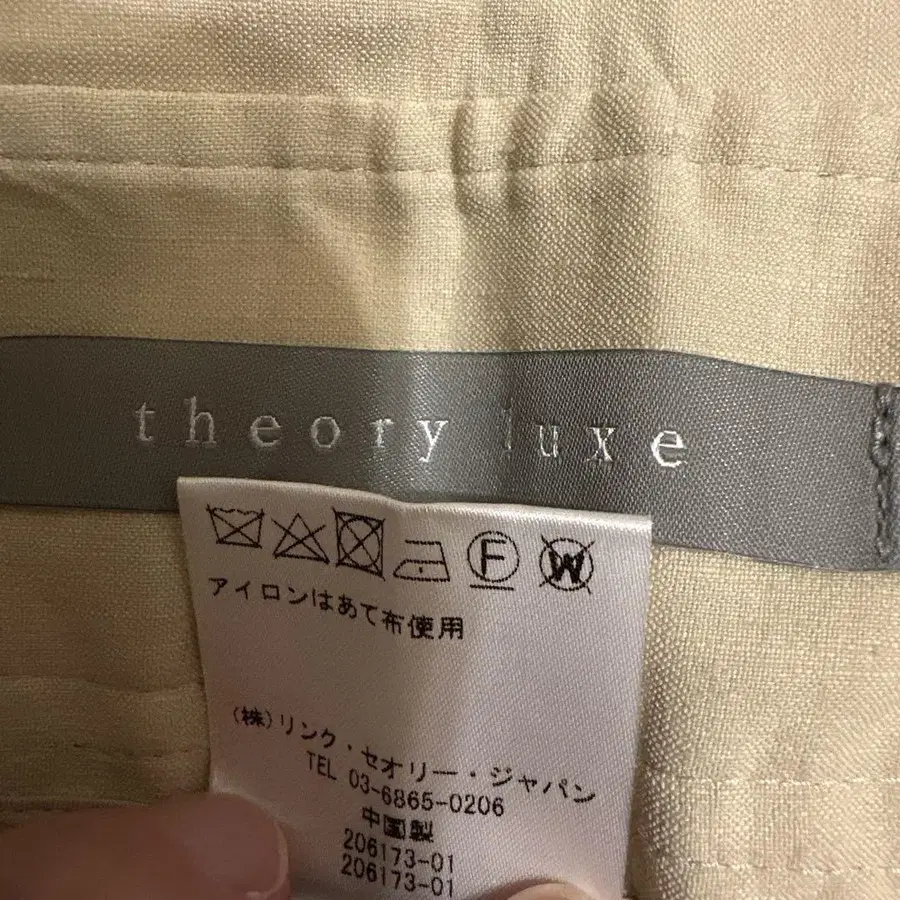 theory luxe
F W
アイロンはあて布使用
(株)リンク・セオリー・ジャパン
TEL 03-6865-0206
中国製
206173-01
206173-01